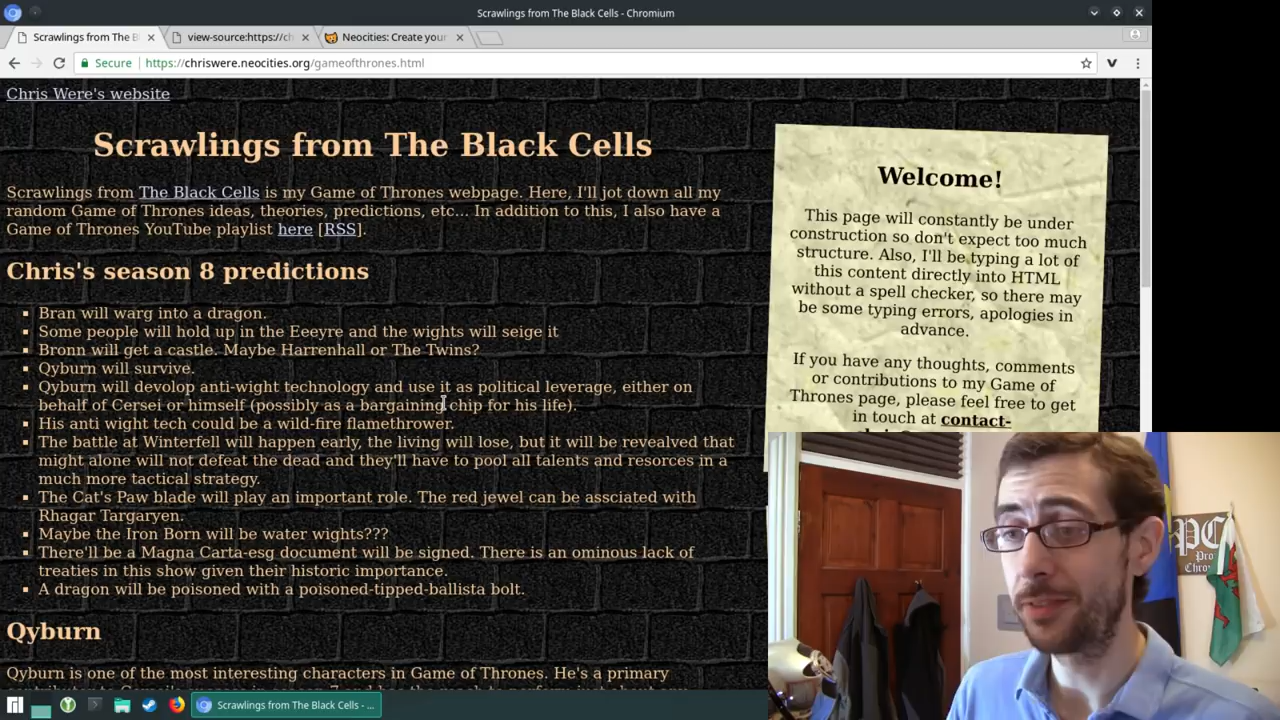 Scrawlings from The Black Cells - Chromium
Scrawlings from The B
view-source:https://ch
Neocities: Create your
Secure
https://chriswere.neocities.org/gameofthrones.html
Chris Were's website
Scrawlings from The Black Cells
Scrawlings from The Black Cells is my Game of Thrones webpage. Here, I'll jot down all my
random Game of Thrones ideas, theories, predictions, etc... In addition to this, I also have a
Game of Thrones YouTube playlist here [RSS].
Chris's season 8 predictions
Bran will warg into a dragon.
Some people will hold up in the Eeeyre and the wights will seige it
Bronn will get a castle. Maybe Harrenhall or The Twins?
Qyburn will survive.
Qyburn will devolop anti-wight technology and use it as political leverage, either on
behalf of Cersei or himself (possibly as a bargaining chip for his life).
His anti wight tech could be a wild-fire flamethrower.
The battle at Winterfell will happen early, the living will lose, but it will be revealved that
might alone will not defeat the dead and they'll have to pool all talents and resorces in a
much more tactical strategy.
The Cat's Paw blade will play an important role. The red jewel can be assciated with
Rhagar Targaryen.
Maybe the Iron Born will be water wights???
There'll be a Magna Carta-esg document will be signed. There is an ominous lack of
treaties in this show given their historic importance.
A dragon will be poisoned with a poisoned-tipped-ballista bolt.
Qyburn
Qyburn is one of the most interesting characters in Game of Thrones. He's a primary
Welcome!
This page will constantly be under
construction so don't expect too much
structure. Also, I'll be typing a lot of
this content directly into HTML
without a spell checker, so there may
be some typing errors, apologies in
advance.
If you have any thoughts, comments
or contributions to my Game of
Thrones page, please feel free to get
in touch at contact-
PC
Pro
Chro
Scrawlings from The Black Cells - ...